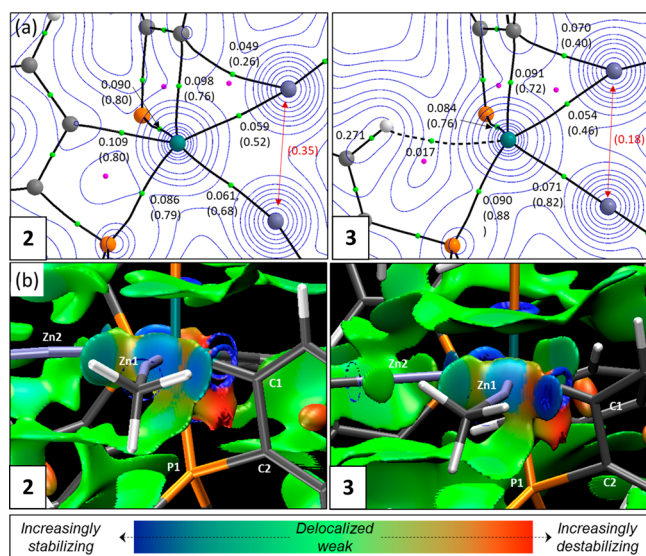 (a)
0.049
(0.26)
0.090
(0.80)
0.098
(0.76)
0.059
(0.52)
(0.35)
0.109
(0.80)
0.061,
(0.68)
0.086
(0.79)
2
0.070
(0.40)
0.091
(0.72)
0.084
(0.76)
0.054
(0.46)
(0.18)
0.271
0.017
0.071
(0.82)
0.090
(0.88
)
3
(b)
Zn2
Zn1
C1
P1
C2
2
Zn2
Zn1
C1
P1
C2
3
Increasingly stabilizing
Delocalized weak
Increasingly destabilizing